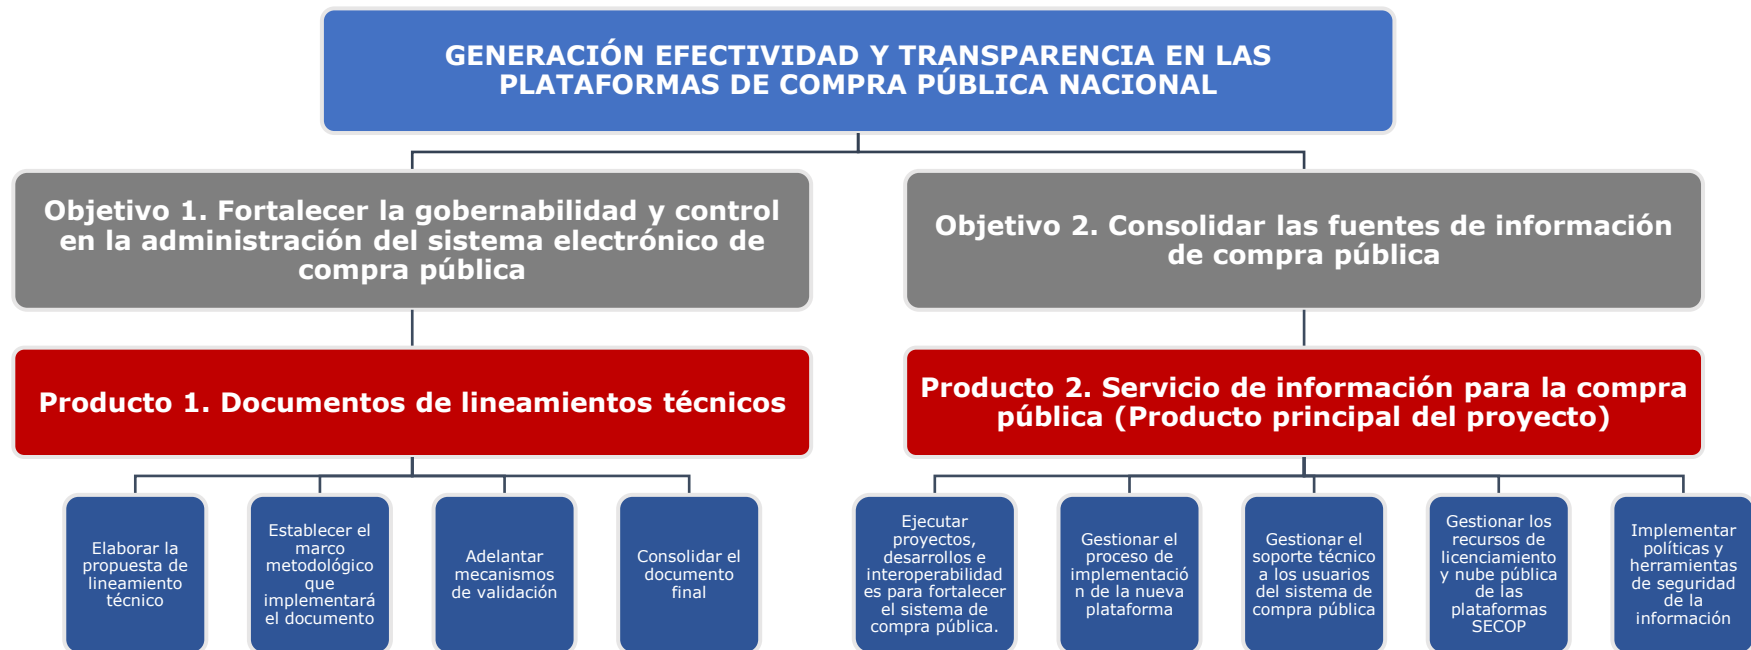 GENERACIÓN EFECTIVIDAD Y TRANSPARENCIA EN LAS
PLATAFORMAS DE COMPRA PÚBLICA NACIONAL
Objetivo 1. Fortalecer la gobernabilidad y control
en la administración del sistema electrónico de
compra pública
Objetivo 2. Consolidar las fuentes de información
de compra pública
Producto 1. Documentos de lineamientos técnicos
Producto 2. Servicio de información para la compra
pública (Producto principal del proyecto)
Elaborar la
propuesta de
lineamiento
técnico
Establecer el
marco
metodológico
que
implementará
el documento
Adelantar
mecanismos
de validación
Consolidar el
documento
final
Ejecutar
proyectos,
desarrollos e
interoperabilidad
es para fortalecer
el sistema de
compra pública.
Gestionar el
proceso de
implementació
n de la nueva
plataforma
Gestionar el
soporte técnico
a los usuarios
del sistema de
compra pública
Gestionar los
recursos de
licenciamiento
y nube pública
de las
plataformas
SECOP
Implementar
políticas y
herramientas
de seguridad
de la
información